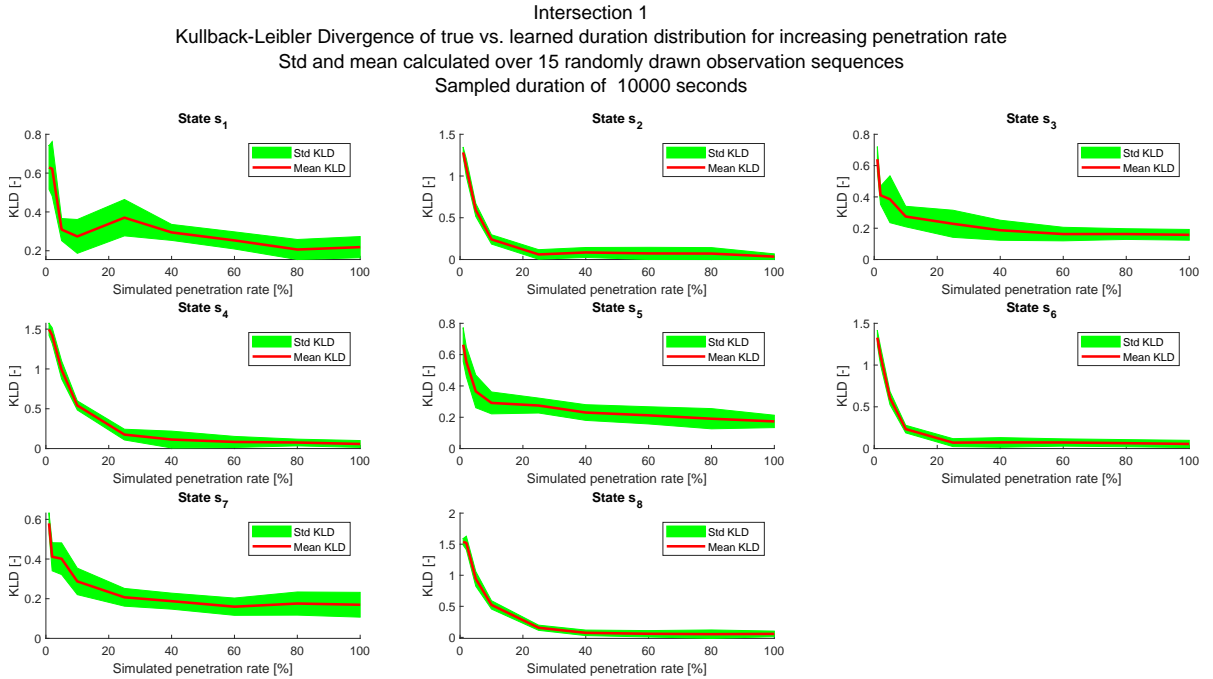 Intersection 1
Kullback-Leibler Divergence of true vs. learned duration distribution for increasing penetration rate
Std and mean calculated over 15 randomly drawn observation sequences
Sampled duration of  10000 seconds
State s1
KLD [-]
0.8
0.6
0.4
0.2
Std KLD
Mean KLD
0 20 40 60 80 100
Simulated penetration rate [%]
State s2
KLD [-]
1.5
1
0.5
0
Std KLD
Mean KLD
0 20 40 60 80 100
Simulated penetration rate [%]
State s3
KLD [-]
0.8
0.6
0.4
0.2
0
Std KLD
Mean KLD
0 20 40 60 80 100
Simulated penetration rate [%]
State s4
KLD [-]
1.5
1
0.5
0
Std KLD
Mean KLD
0 20 40 60 80 100
Simulated penetration rate [%]
State s5
KLD [-]
0.8
0.6
0.4
0.2
0
Std KLD
Mean KLD
0 20 40 60 80 100
Simulated penetration rate [%]
State s6
KLD [-]
1.5
1
0.5
0
Std KLD
Mean KLD
0 20 40 60 80 100
Simulated penetration rate [%]
State s7
KLD [-]
0.6
0.4
0.2
0
Std KLD
Mean KLD
0 20 40 60 80 100
Simulated penetration rate [%]
State s8
KLD [-]
2
1.5
1
0.5
0
Std KLD
Mean KLD
0 20 40 60 80 100
Simulated penetration rate [%]